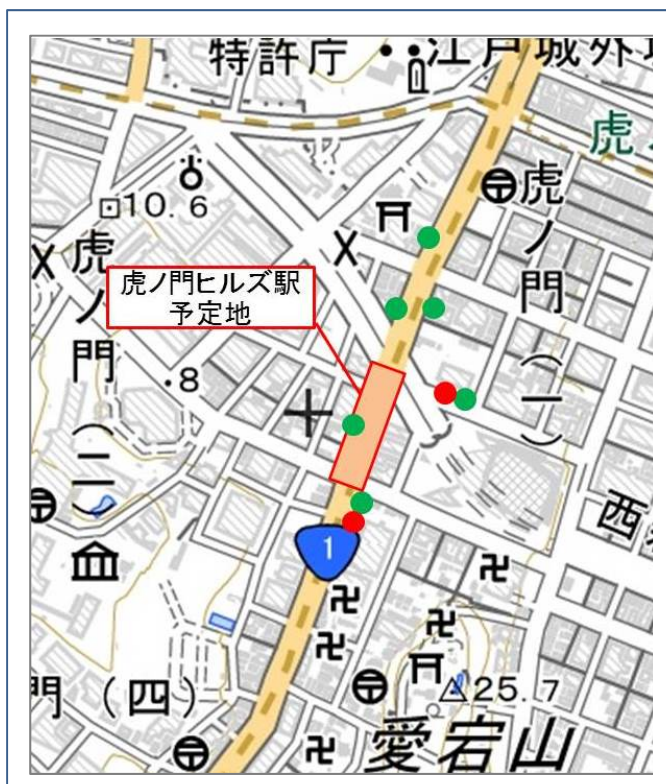 特許庁
江戸城外
虎ノ
10.6
虎ノ門(一)
虎ノ門ヒルズ駅
予定地
虎ノ門(二)
8
1
西
門(四)
25.7
愛宕山